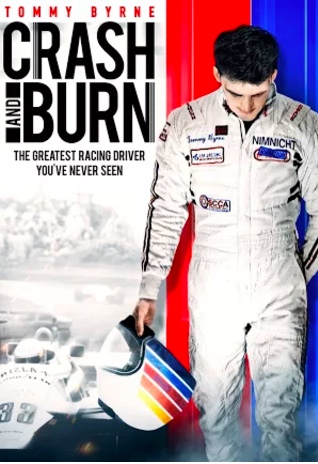 TOMMY BYRNE
CRASH
AND
BURN
THE GREATEST RACING DRIVER
YOU'VE NEVER SEEN
Tommy Byrne
NIMNICHT
SCCA
33